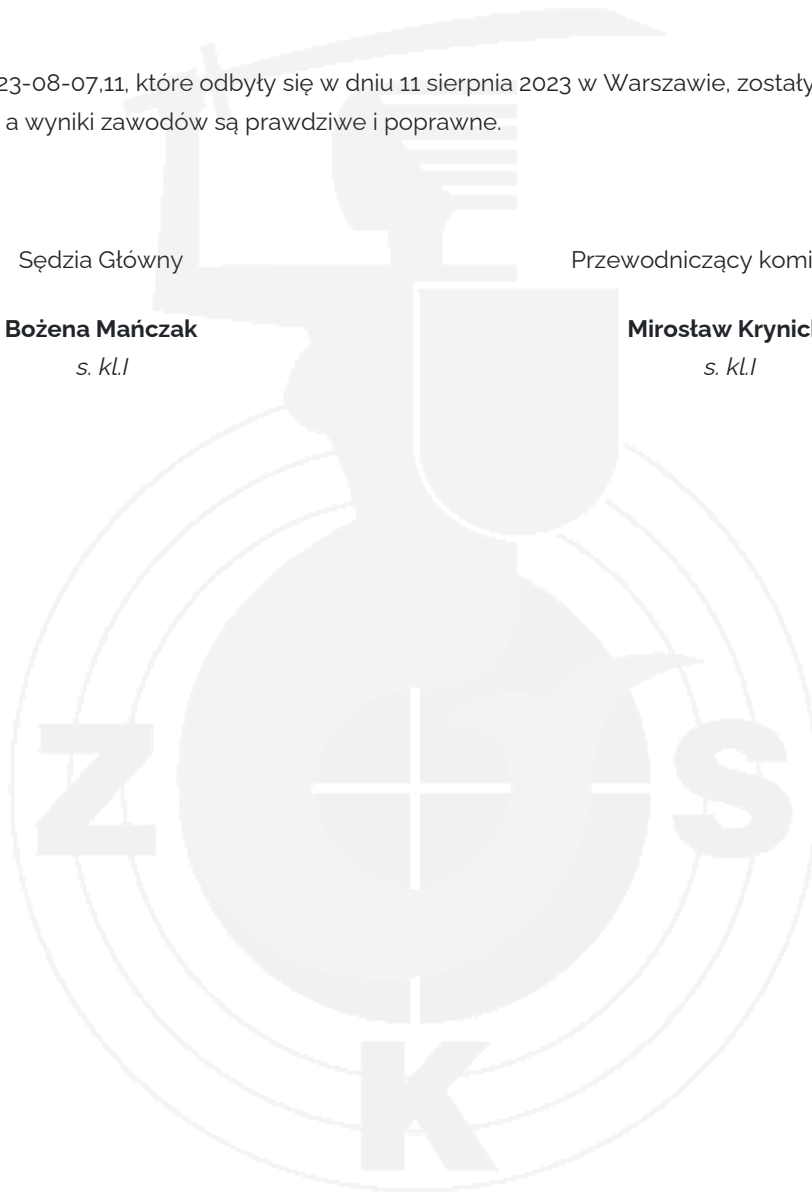 23-08-07,11, które odbyły się w dniu 11 sierpnia 2023 w Warszawie, zostały
a wyniki zawodów są prawdziwe i poprawne.
Sędzia Główny Przewodniczący komi
Bożena Mańczak Mirosław Krynic
s. kl.I s. kl.I
Z S
K